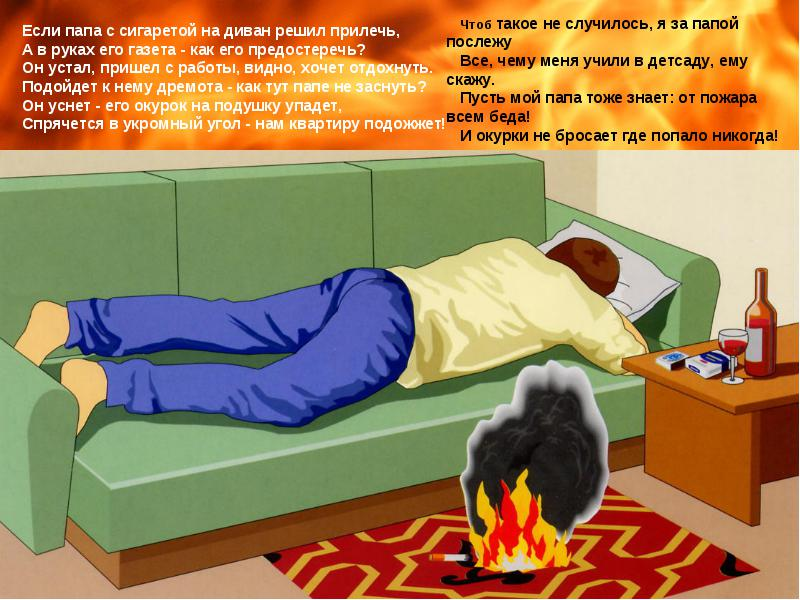 Если папа с сигаретой на диван решил прилечь,
А в руках его газета - как его предостеречь?
Он устал, пришел с работы, видно, хочет отдохнуть.
Подойдет к нему дремота - как тут папе не заснуть?
Он уснет - его окурок на подушку упадет,
Спрячется в укромный угол - нам квартиру подожжет!
Чтоб такое не случилось, я за папой
послежу
Все, чему меня учили в детсаду, ему
скажу.
Пусть мой папа тоже знает: от пожара
всем беда!
И окурки не бросает где попало никогда!